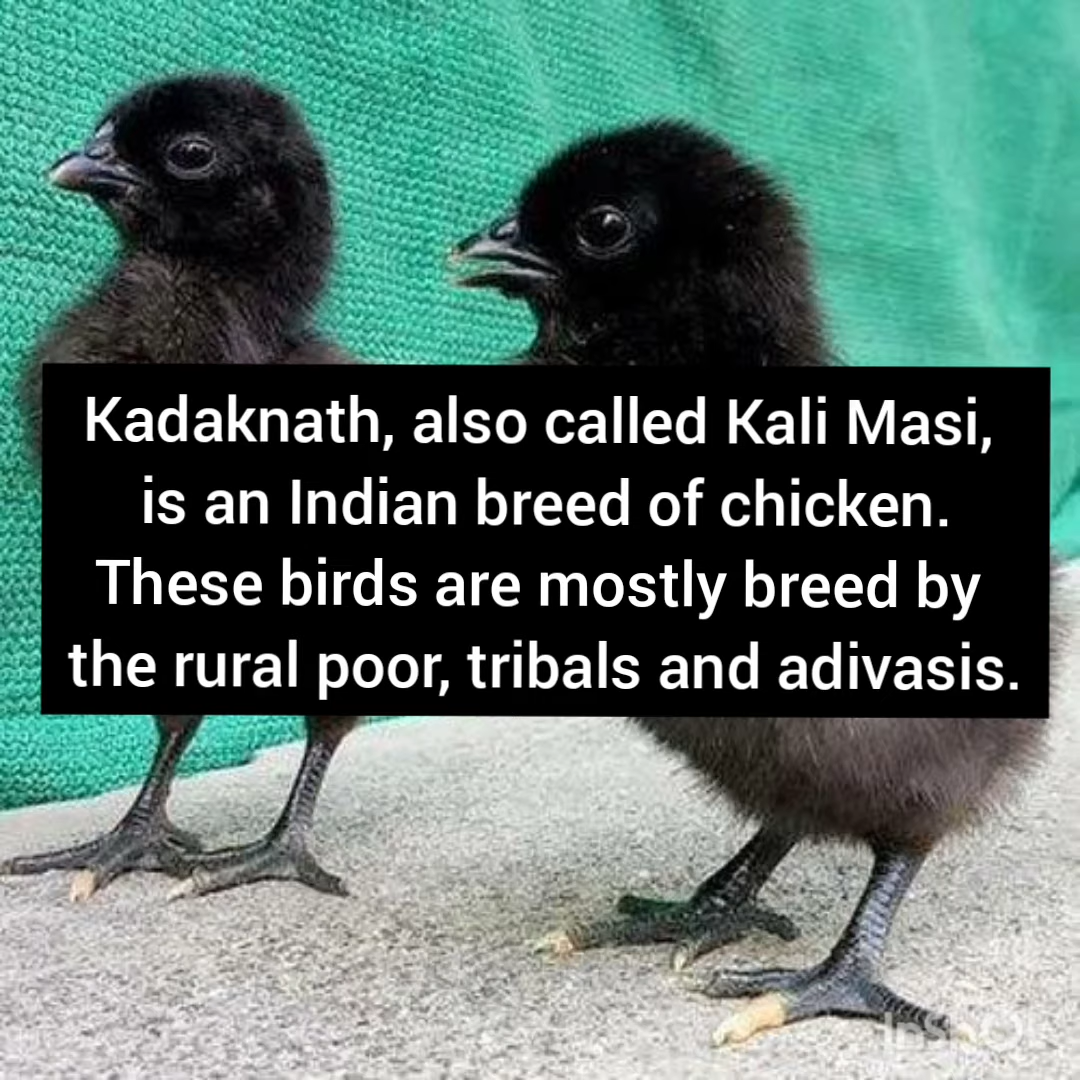 Kadaknath, also called Kali Masi,
is an Indian breed of chicken.
These birds are mostly breed by
the rural poor, tribals and adivasis.
InShOt